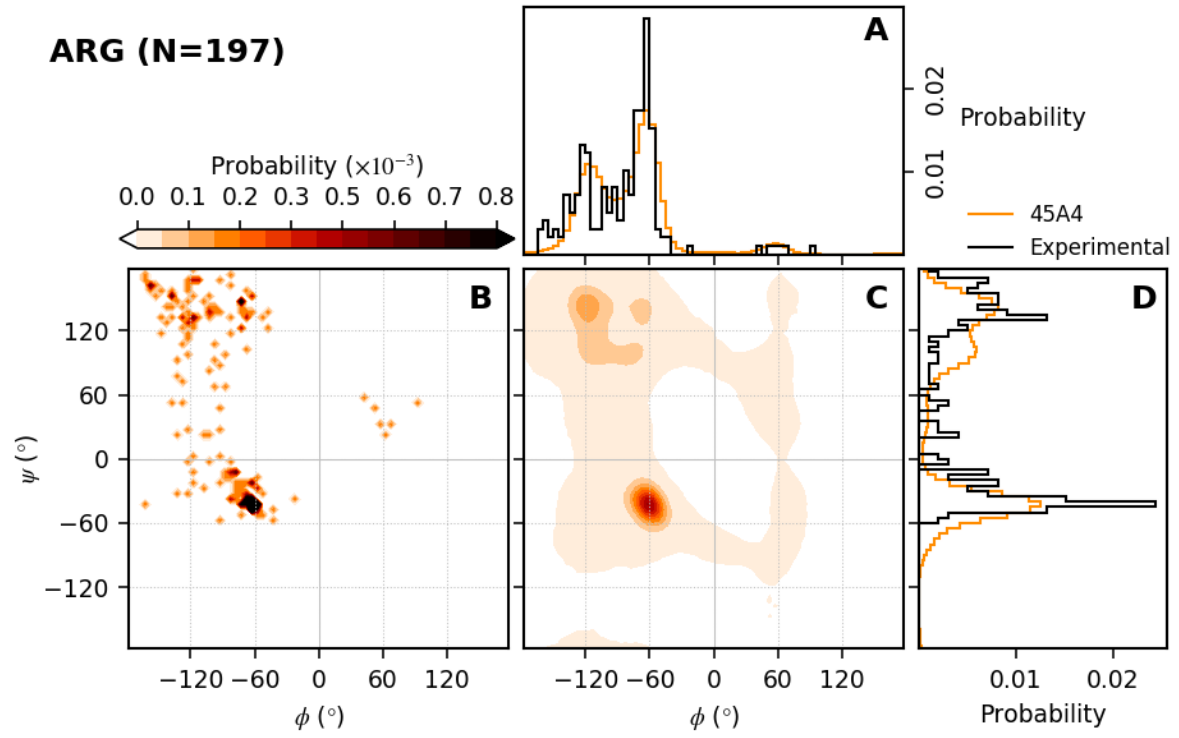 ARG (N=197)
A
0.02
0.01
Probability
45A4
Experimental
Probability (×10⁻³)
0.0 0.1 0.2 0.3 0.5 0.6 0.7 0.8
B
C
D
120
60
0
−60
−120
ψ (°)
−120 −60 0 60 120
ϕ (°)
−120 −60 0 60 120
ϕ (°)
0.01 0.02
Probability